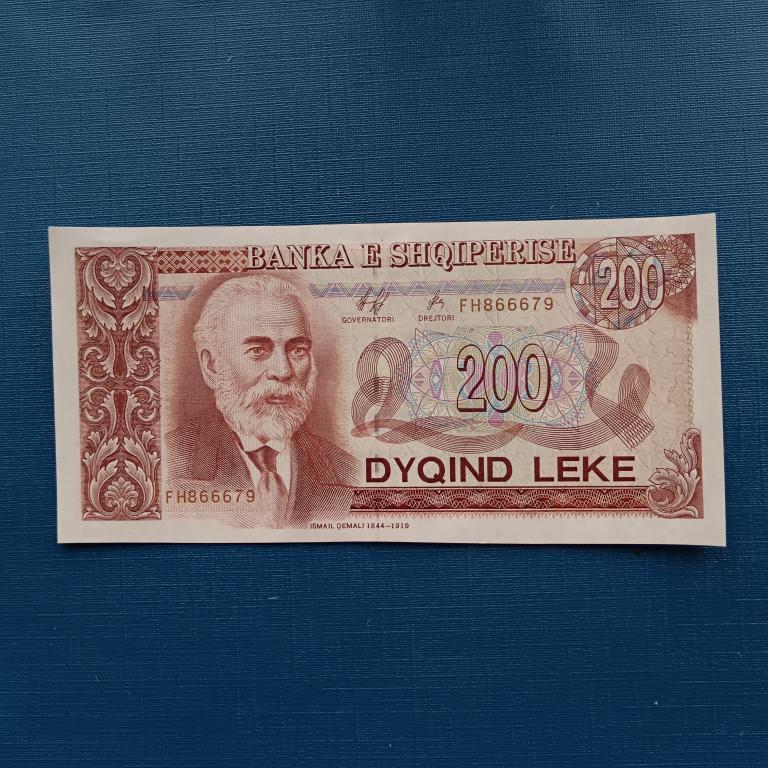 BANKA E SHQIPERISE
200
FH866679
GOVERNATORI DREJTORI
200
DYQIND LEKE
FH866679
ISMAIL QEMALI 1844-1919